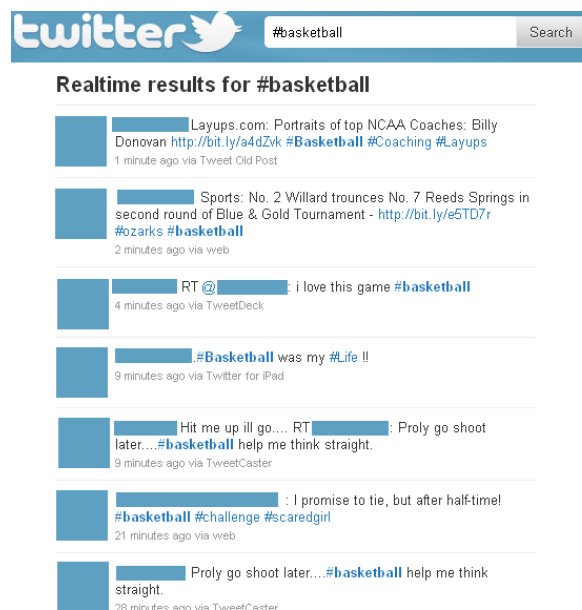 twitter
#basketball Search
Realtime results for #basketball
Layups.com: Portraits of top NCAA Coaches: Billy
Donovan http://bit.ly/a4dZvk #Basketball #Coaching #Layups
1 minute ago via Tweet Old Post
Sports: No. 2 Willard trounces No. 7 Reeds Springs in
second round of Blue & Gold Tournament - http://bit.ly/e5TD7r
#ozarks #basketball
2 minutes ago via web
RT @ : i love this game #basketball
4 minutes ago via TweetDeck
.#Basketball was my #Life !!
9 minutes ago via Twitter for iPad
Hit me up ill go.... RT : Proly go shoot
later....#basketball help me think straight.
9 minutes ago via TweetCaster
: I promise to tie, but after half-time!
#basketball #challenge #scaredgirl
21 minutes ago via web
Proly go shoot later....#basketball help me think
straight.
28 minutes ago via TweetCaster